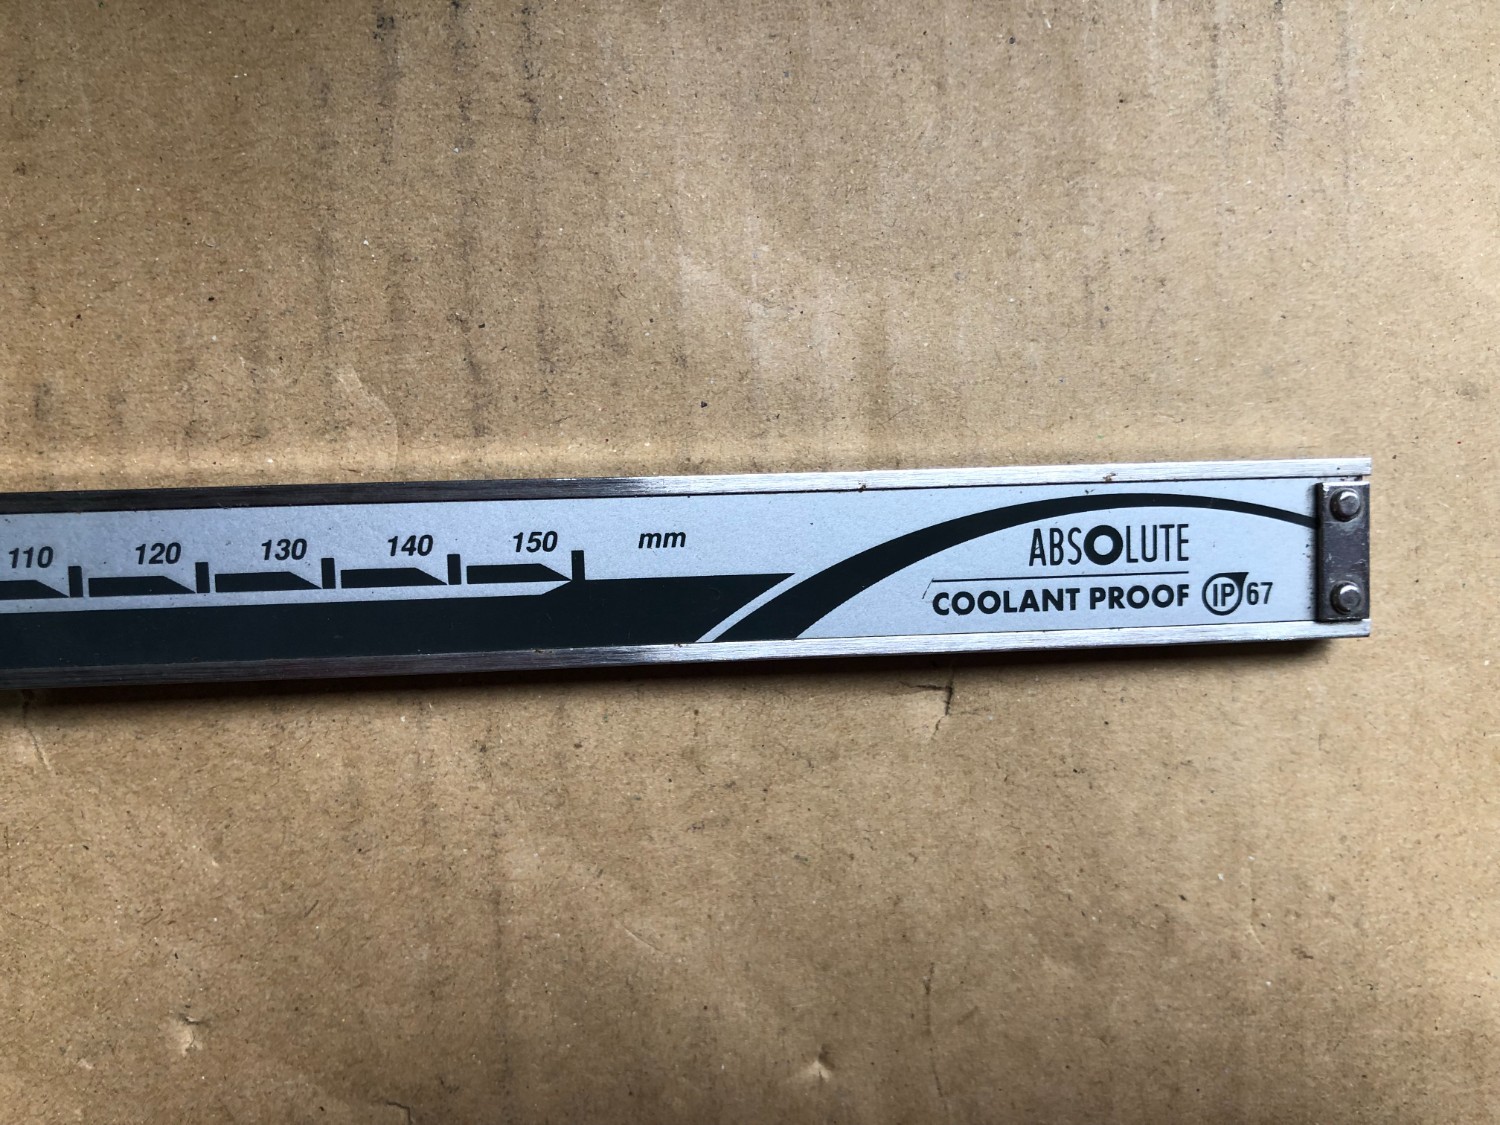 110 120 130 140 150 mm
ABSOLUTE
COOLANT PROOF IP67